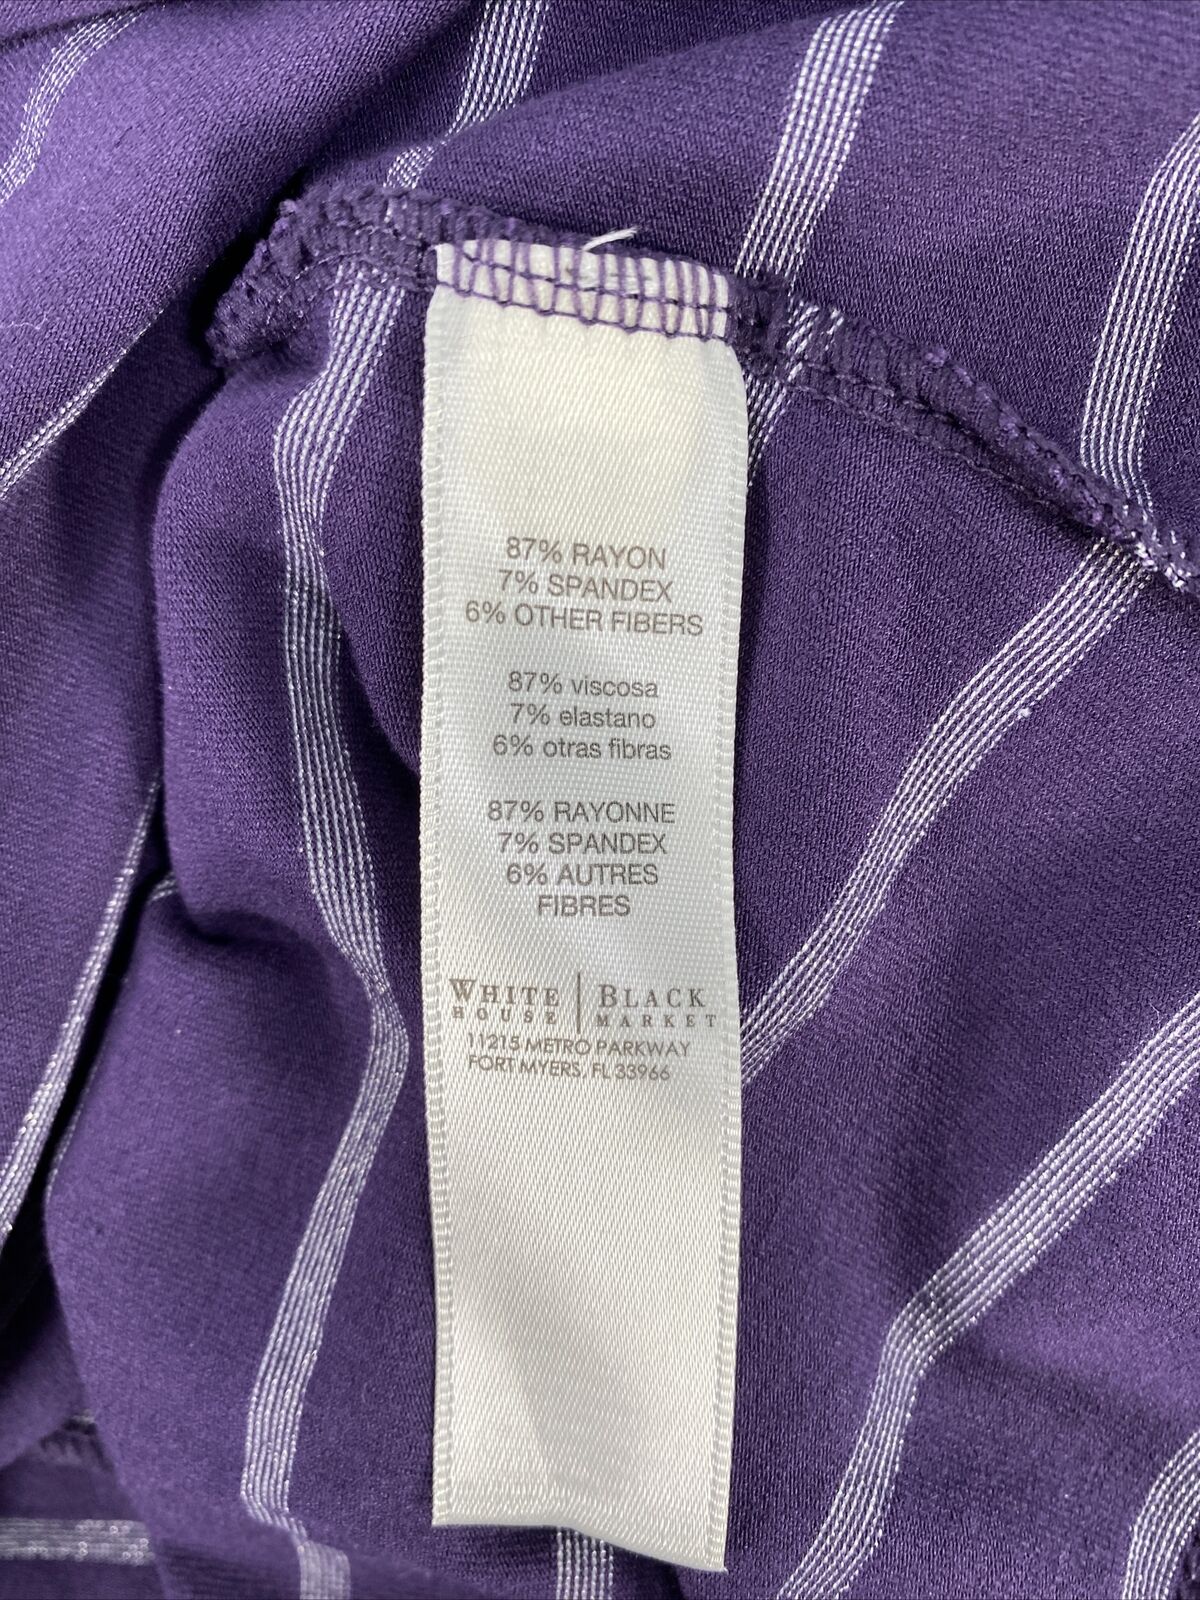 87% RAYON
7% SPANDEX
6% OTHER FIBERS
87% viscosa
7% elastano
6% otras fibras
87% RAYONNE
7% SPANDEX
6% AUTRES
FIBRES
WHITE | BLACK
HOUSE | MARKET
11215 METRO PARKWAY
FORT MYERS, FL 33966